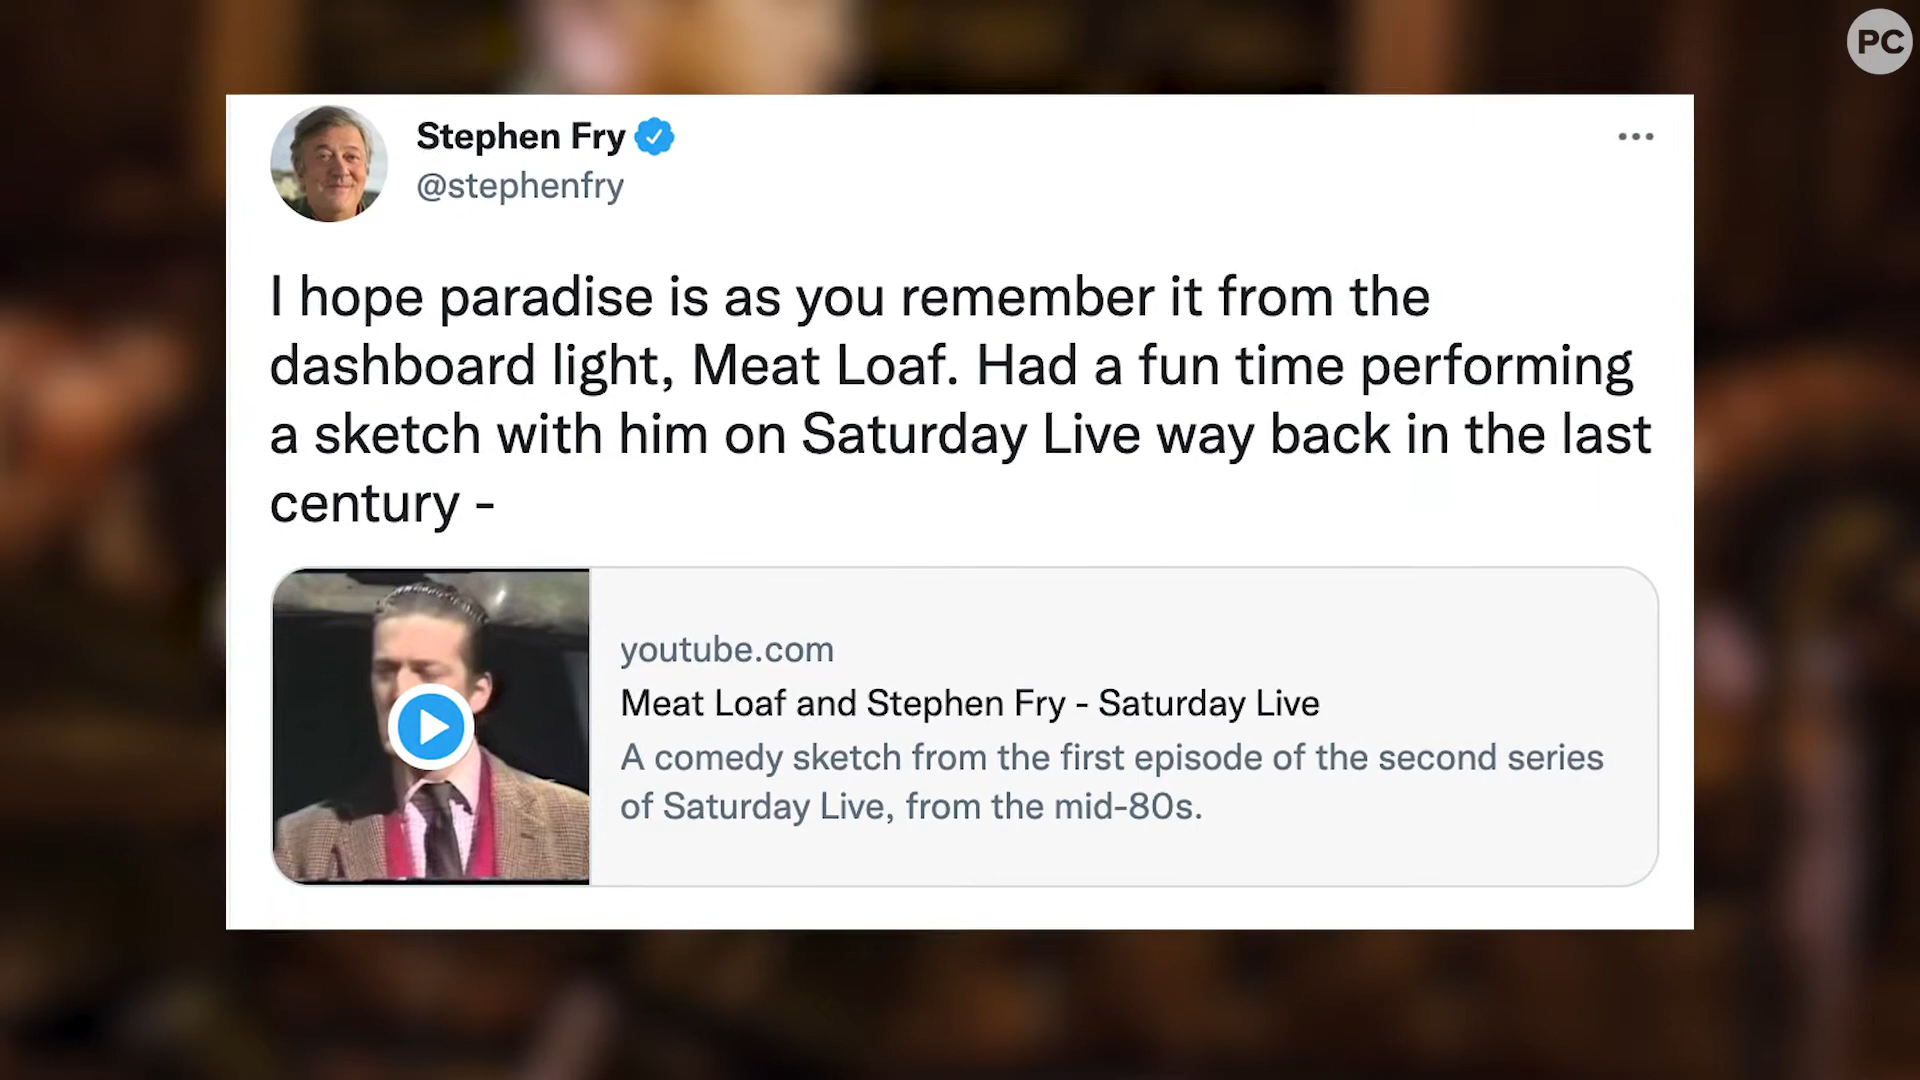 PC
Stephen Fry
@stephenfry
I hope paradise is as you remember it from the
dashboard light, Meat Loaf. Had a fun time performing
a sketch with him on Saturday Live way back in the last
century -
youtube.com
Meat Loaf and Stephen Fry - Saturday Live
A comedy sketch from the first episode of the second series
of Saturday Live, from the mid-80s.